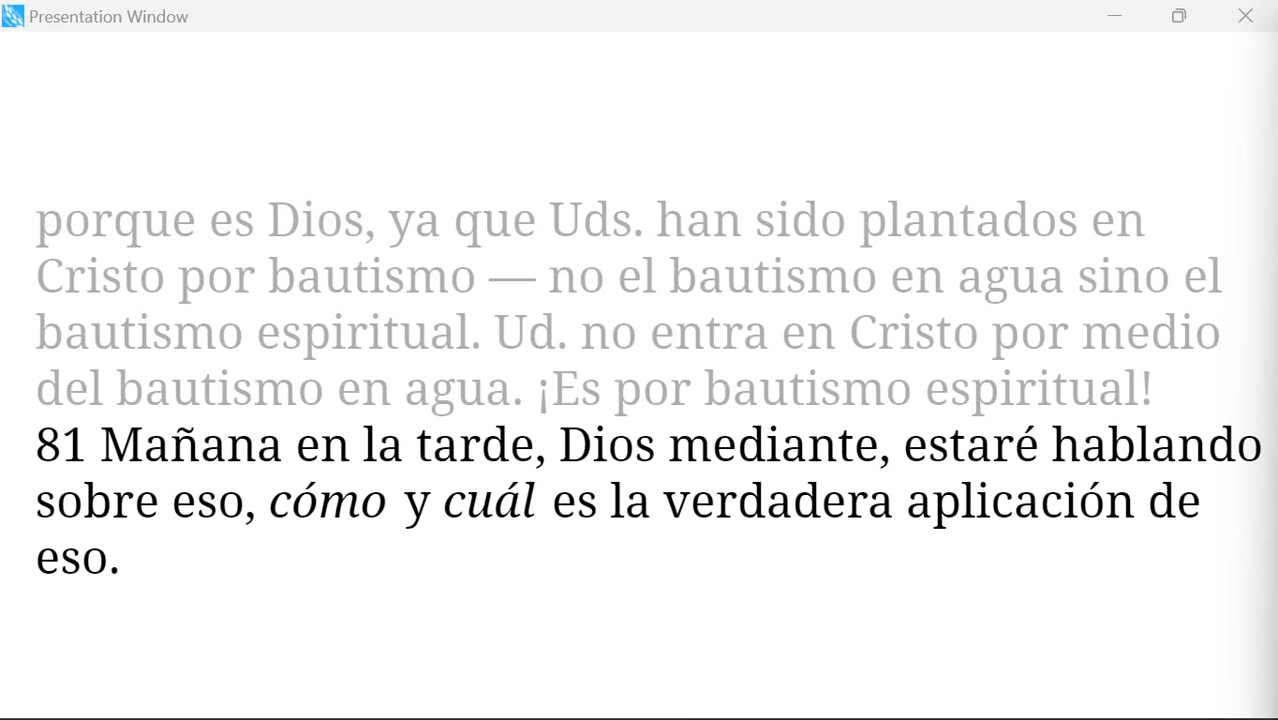 Presentation Window
porque es Dios, ya que Uds. han sido plantados en
Cristo por bautismo — no el bautismo en agua sino el
bautismo espiritual. Ud. no entra en Cristo por medio
del bautismo en agua. ¡Es por bautismo espiritual!
81 Mañana en la tarde, Dios mediante, estaré hablando
sobre eso, cómo y cuál es la verdadera aplicación de
eso.